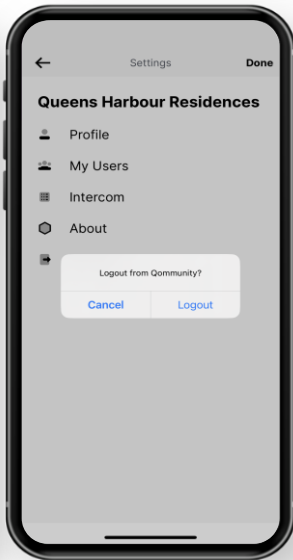 Settings
Done
Queens Harbour Residences
Profile
My Users
Intercom
About
Logout from Qommunity?
Cancel
Logout